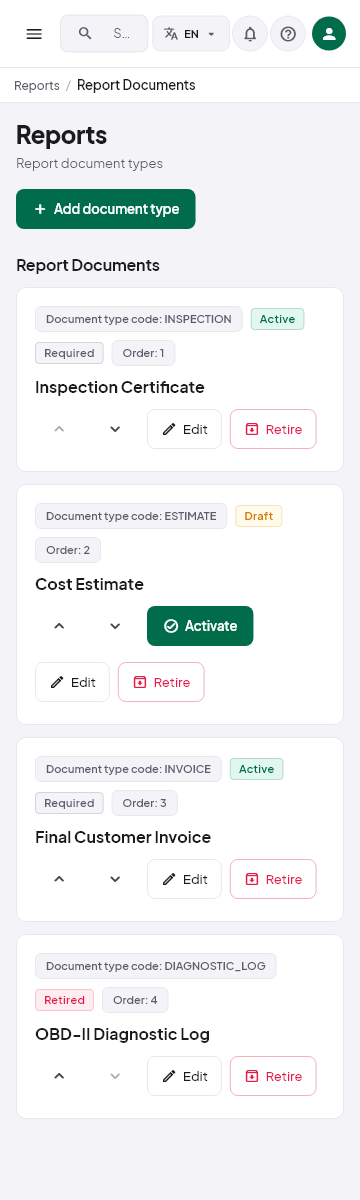 S... EN
Reports / Report Documents
Reports
Report document types
+ Add document type
Report Documents
Document type code: INSPECTION Active
Required Order: 1
Inspection Certificate
Edit Retire
Document type code: ESTIMATE Draft
Order: 2
Cost Estimate
Activate
Edit Retire
Document type code: INVOICE Active
Required Order: 3
Final Customer Invoice
Edit Retire
Document type code: DIAGNOSTIC_LOG
Retired Order: 4
OBD-II Diagnostic Log
Edit Retire